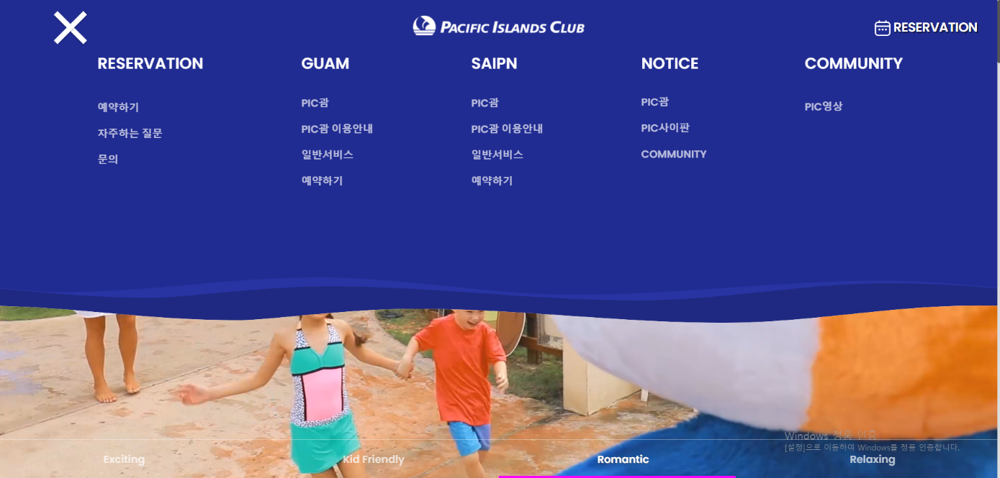 PACIFIC ISLANDS CLUB
RESERVATION
RESERVATION
예약하기
자주하는 질문
문의
GUAM
PIC괌
PIC괌 이용안내
일반서비스
예약하기
SAIPN
PIC괌
PIC괌 이용안내
일반서비스
예약하기
NOTICE
PIC괌
PIC사이판
COMMUNITY
COMMUNITY
PIC영상
Windows 정품 인증
[설정]으로 이동하여 Windows를 정품 인증합니다.
Exciting
Kid Friendly
Romantic
Relaxing